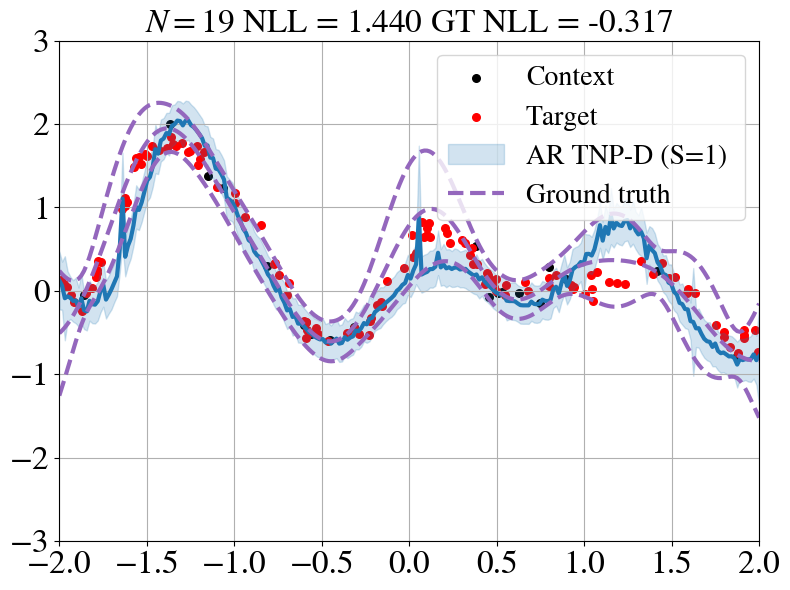 N = 19 NLL = 1.440 GT NLL = -0.317
3
2
1
0
−1
−2
−3
Context
Target
AR TNP-D (S=1)
Ground truth
−2.0 −1.5 −1.0 −0.5 0.0 0.5 1.0 1.5 2.0